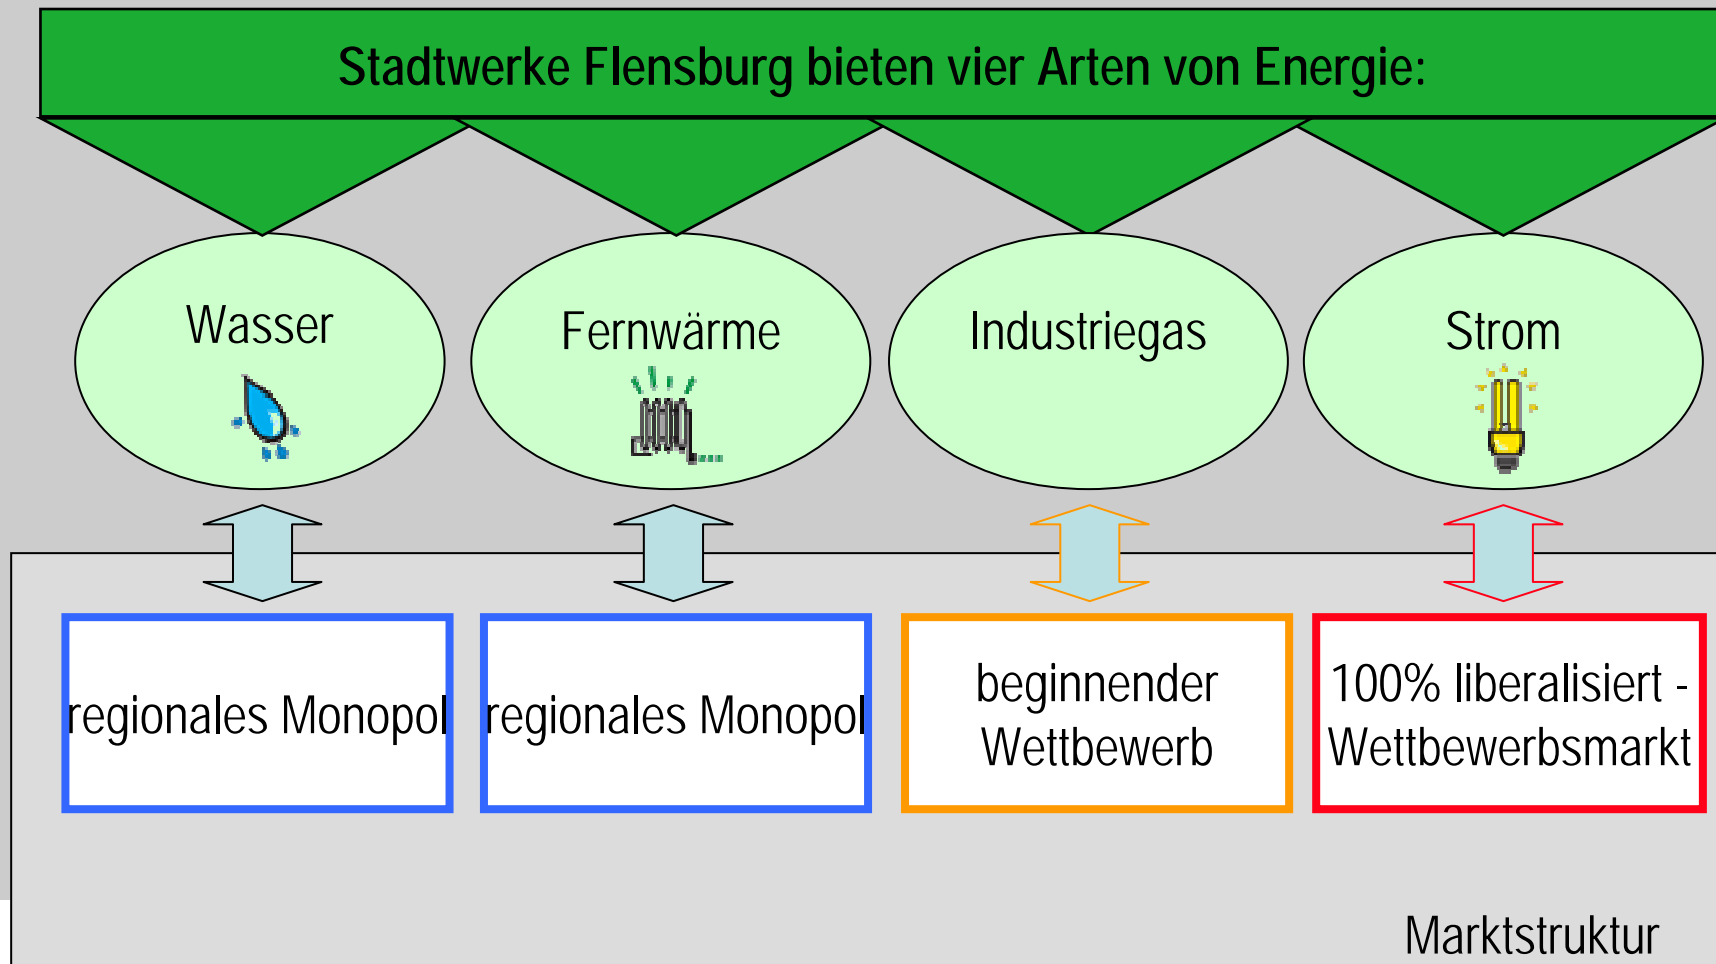 Stadtwerke Flensburg bieten vier Arten von Energie:
Wasser
Fernwärme
Industriegas
Strom
regionales Monopol
regionales Monopol
beginnender
Wettbewerb
100% liberalisiert -
Wettbewerbsmarkt
Marktstruktur